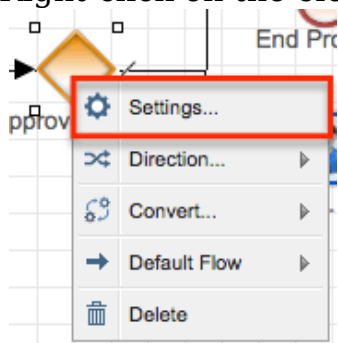 End Pro
pprov
Settings...
Direction...
Convert...
Default Flow
Delete